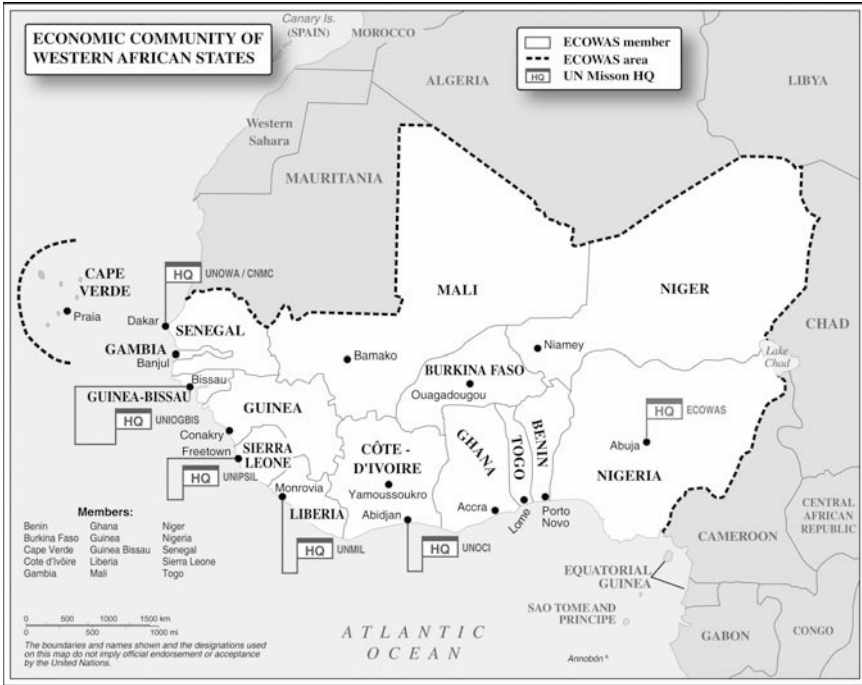 ECONOMIC COMMUNITY OF
WESTERN AFRICAN STATES
ECOWAS member
ECOWAS area
HQ UN Misson HQ
Canary Is.
(SPAIN)
MOROCCO
ALGERIA
LIBYA
Western
Sahara
MAURITANIA
CAPE
VERDE
Praia
HQ UNOWA / CNMC
Dakar
SENEGAL
MALI
NIGER
CHAD
Lake
Chad
GAMBIA
Banjul
Bamako
Niamey
BURKINA FASO
Ouagadougou
Bissau
GUINEA-BISSAU
HQ UNIOGBIS
GUINEA
Conakry
Freetown
SIERRA
LEONE
HQ UNIPSIL
CÔTE -
D'IVOIRE
Yamoussoukro
Abidjan
GHANA
Accra
TOGO
Lome
BENIN
Porto
Novo
HQ ECOWAS
Abuja
NIGERIA
Monrovia
LIBERIA
HQ UNMIL
HQ UNOCI
CENTRAL
AFRICAN
REPUBLIC
CAMEROON
EQUATORIAL
GUINEA
SAO TOME AND
PRINCIPE
GABON
CONGO
Annobón
ATLANTIC
OCEAN
Members:
Benin Ghana Niger
Burkina Faso Guinea Nigeria
Cape Verde Guinea Bissau Senegal
Cote d'Ivòire Liberia Sierra Leone
Gambia Mali Togo
0 500 1000 1500 km
0 500 1000 mi
The boundaries and names shown and the designations used
on this map do not imply official endorsement or acceptance
by the United Nations.